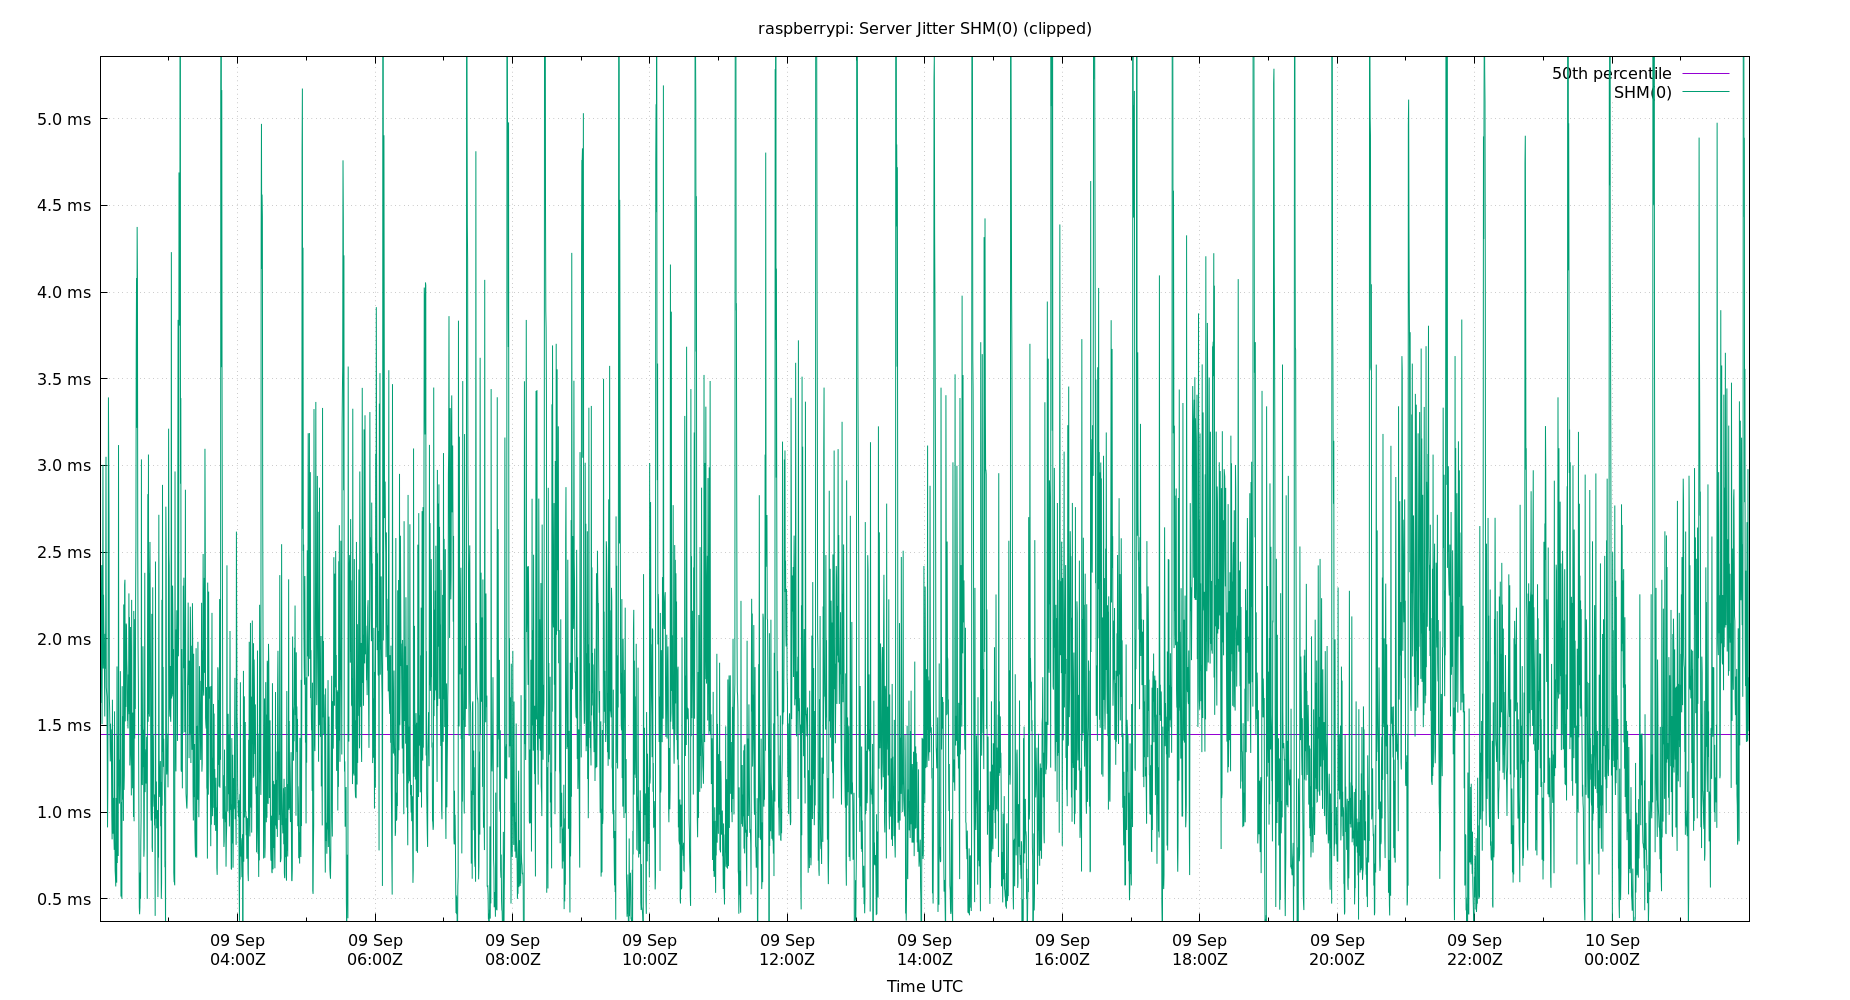 raspberrypi: Server Jitter SHM(0) (clipped)
50th percentile
SHM(0)
5.0 ms
4.5 ms
4.0 ms
3.5 ms
3.0 ms
2.5 ms
2.0 ms
1.5 ms
1.0 ms
0.5 ms
09 Sep 09 Sep 09 Sep 09 Sep 09 Sep 09 Sep 09 Sep 09 Sep 09 Sep 09 Sep 10 Sep
04:00Z 06:00Z 08:00Z 10:00Z 12:00Z 14:00Z 16:00Z 18:00Z 20:00Z 22:00Z 00:00Z
Time UTC